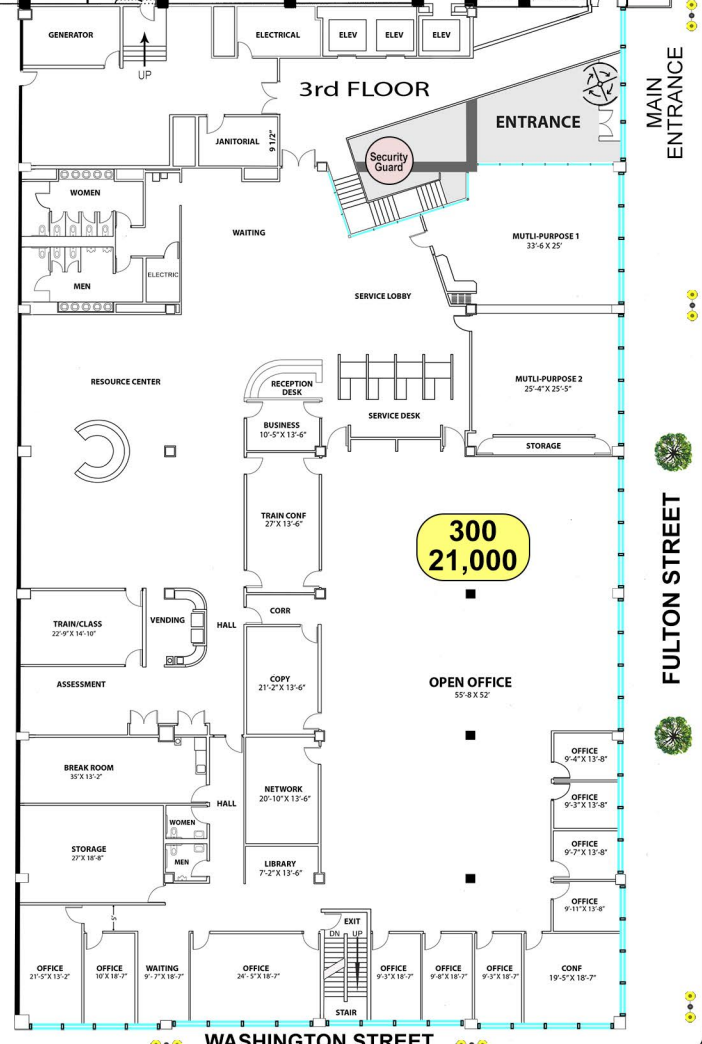 GENERATOR
UP
ELECTRICAL
ELEV
ELEV
ELEV
3rd FLOOR
MAIN
ENTRANCE
ENTRANCE
JANITORIAL
9 1/2"
Security
Guard
WOMEN
WAITING
MUTLI-PURPOSE 1
33'-6 X 25'
ELECTRIC
MEN
SERVICE LOBBY
RESOURCE CENTER
RECEPTION
DESK
MUTLI-PURPOSE 2
25'-4"X 25'-5"
BUSINESS
10'-5"X 13'-6"
SERVICE DESK
STORAGE
TRAIN CONF
27'X 13'-6"
300
21,000
FULTON STREET
TRAIN/CLASS
22'-9"X 14'-10"
VENDING
HALL
CORR
ASSESSMENT
COPY
21'-2"X 13'-6"
OPEN OFFICE
55'-8 X 52'
BREAK ROOM
35'X 13'-2"
OFFICE
9'-4"X 13'-8"
NETWORK
20'-10"X 13'-6"
OFFICE
9'-3"X 13'-8"
HALL
WOMEN
STORAGE
27'X 18'-8"
MEN
LIBRARY
7'-2"X 13'-6"
OFFICE
9'-7"X 13'-8"
OFFICE
9'-11"X 13'-8"
EXIT
DN UP
OFFICE
21'-5"X 13'-2"
OFFICE
10'X 18'-7"
WAITING
9'- 7"X 18'-7"
OFFICE
24'- 5"X 18'-7"
OFFICE
9'-3"X 18'-7"
OFFICE
9'-8"X 18'-7"
OFFICE
9'-3"X 18'-7"
CONF
19'-5"X 18'-7"
STAIR
WASHINGTON STREET